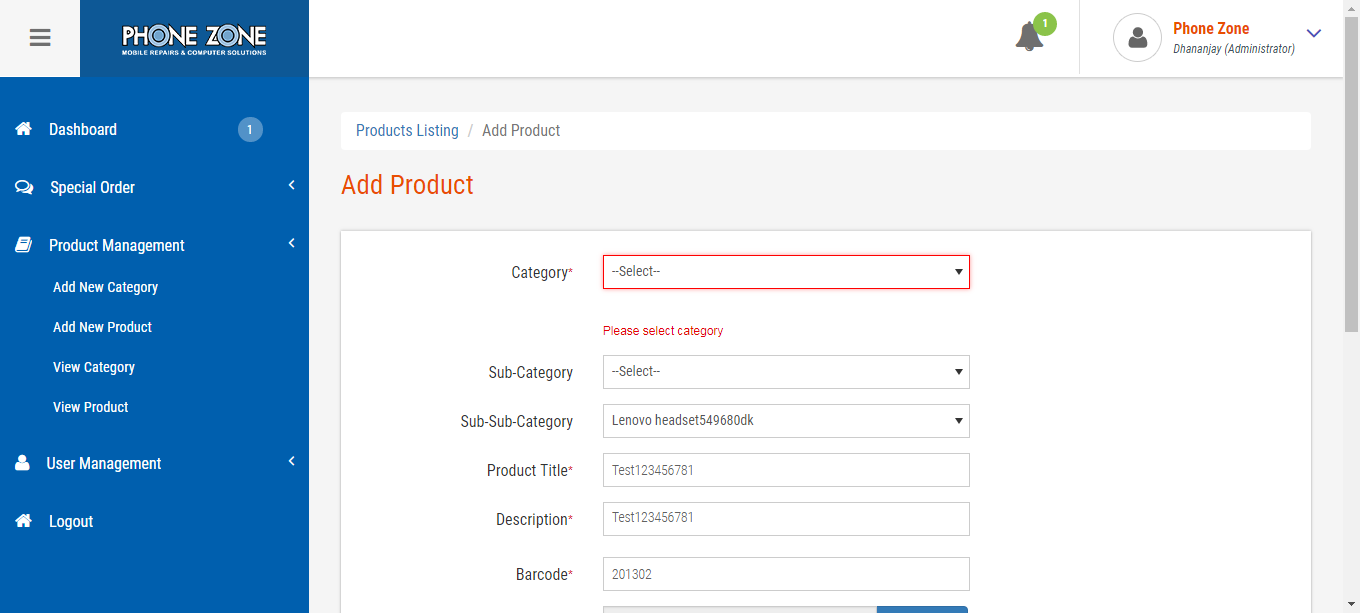 PHONE ZONE
MOBILE REPAIRS & COMPUTER SOLUTIONS
1
Phone Zone
Dhananjay (Administrator)
Dashboard
1
Special Order
Product Management
Add New Category
Add New Product
View Category
View Product
User Management
Logout
Products Listing / Add Product
Add Product
Category* --Select--
Please select category
Sub-Category --Select--
Sub-Sub-Category Lenovo headset549680dk
Product Title* Test123456781
Description* Test123456781
Barcode* 201302